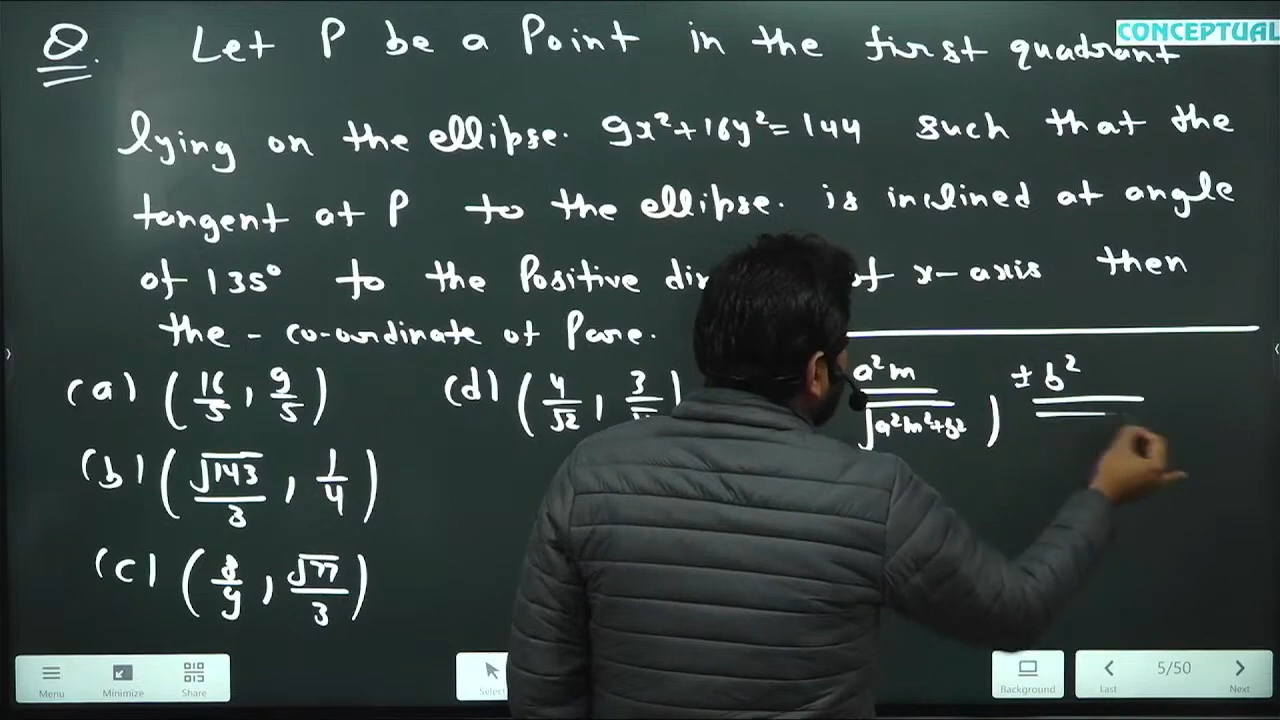 CONCEPTUAL
Q. Let P be a Point in the first quadrant
lying on the ellipse. 9x²+16y²=144 such that the
tangent at P to the ellipse. is inclined at angle
of 135° to the Positive of x-axis then
the - co-ordinate of P are.
(a) (16/5, 9/5) (d) (4/√2, 3/
a²m/√a²m²+b² ) ± b²
(b) (√143/3, 1/4)
(c) (8/9, √77/3)
Menu Minimize Share Select Background Last 5/50 Next